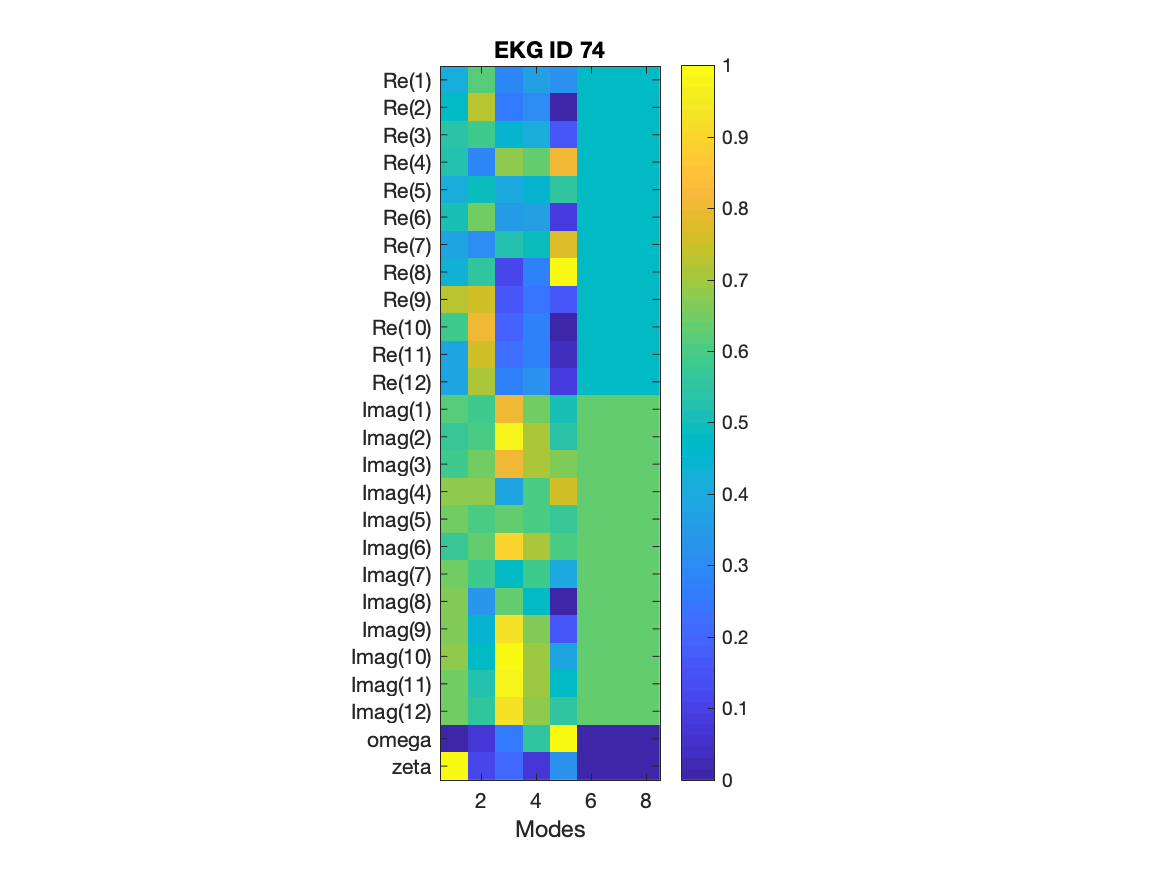 EKG ID 74
Re(1)
Re(2)
Re(3)
Re(4)
Re(5)
Re(6)
Re(7)
Re(8)
Re(9)
Re(10)
Re(11)
Re(12)
Imag(1)
Imag(2)
Imag(3)
Imag(4)
Imag(5)
Imag(6)
Imag(7)
Imag(8)
Imag(9)
Imag(10)
Imag(11)
Imag(12)
omega
zeta
2 4 6 8
Modes
1
0.9
0.8
0.7
0.6
0.5
0.4
0.3
0.2
0.1
0